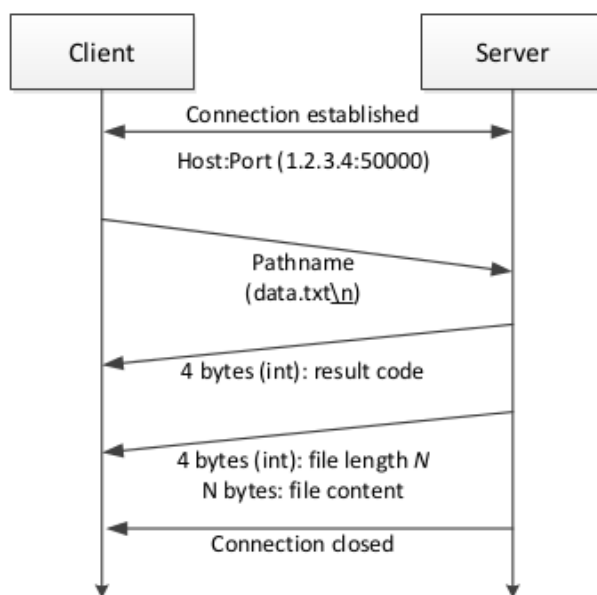 Client
Server
Connection established
Host:Port (1.2.3.4:50000)
Pathname
(data.txt\n)
4 bytes (int): result code
4 bytes (int): file length N
N bytes: file content
Connection closed